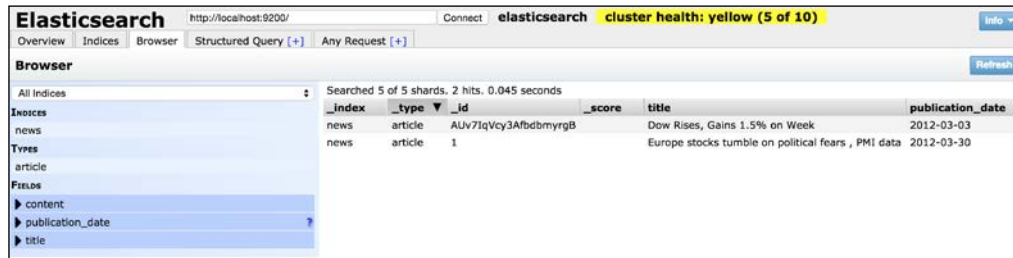 Elasticsearch http://localhost:9200/ Connect elasticsearch cluster health: yellow (5 of 10) Info
Overview Indices Browser Structured Query [+] Any Request [+]
Browser Refresh
All Indices
INDICES
news
TYPES
article
FIELDS
content
publication_date ?
title
Searched 5 of 5 shards. 2 hits. 0.045 seconds
_index _type _id _score title publication_date
news article AUv7IqVcy3AfbdbmyrgB Dow Rises, Gains 1.5% on Week 2012-03-03
news article 1 Europe stocks tumble on political fears , PMI data 2012-03-30